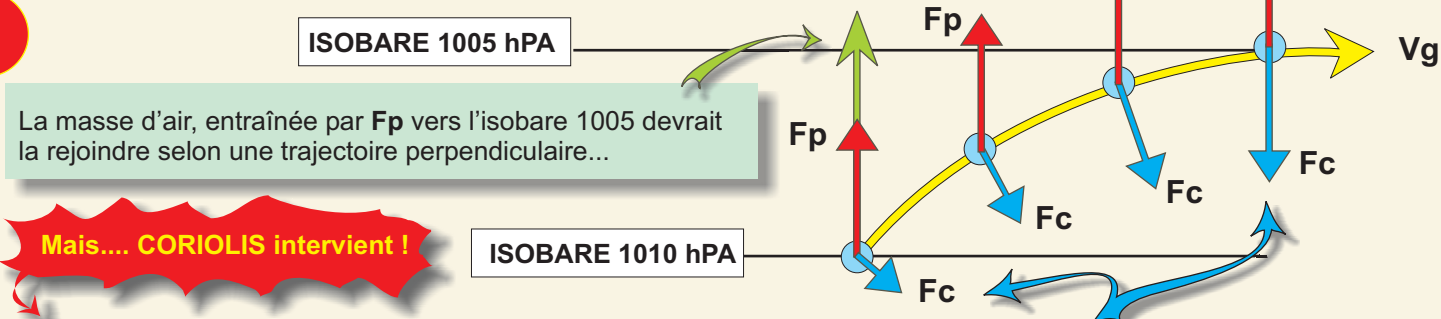 Fp
ISOBARE 1005 hPA
Vg
La masse d'air, entraînée par Fp vers l'isobare 1005 devrait
la rejoindre selon une trajectoire perpendiculaire...
Fp
Fc
Fc
Fc
Mais.... CORIOLIS intervient !
ISOBARE 1010 hPA
Fc